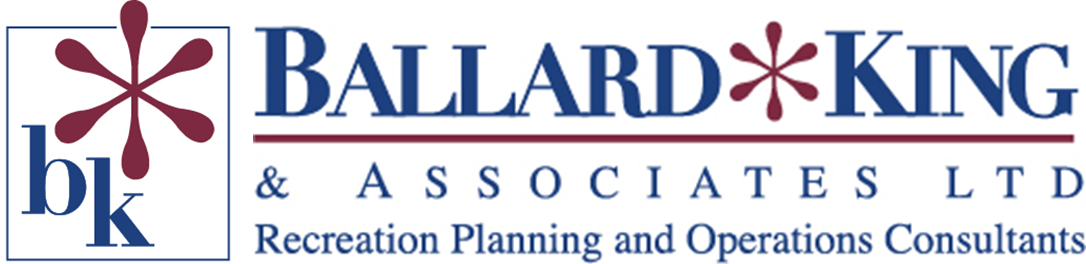 bk
BALLARD*KING
& ASSOCIATES LTD
Recreation Planning and Operations Consultants